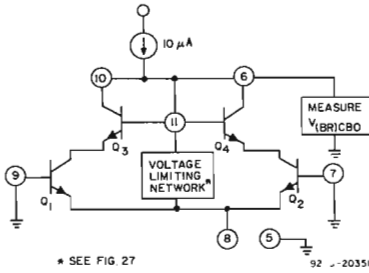 10 µA
10
6
11
Q3
Q4
MEASURE
V(BR)CBO
VOLTAGE
LIMITING
NETWORK*
9
7
Q1
Q2
8
5
* SEE FIG. 27